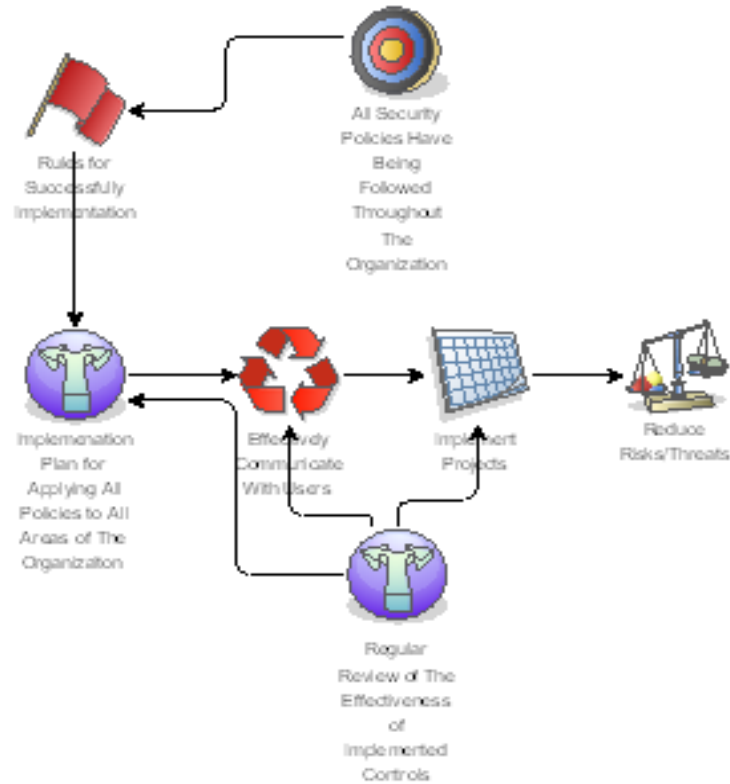 All Security
Policies Have
Being
Followed
Throughout
The
Organization
Rules for
Successfully
Implementation
Implemenation
Plan for
Applying All
Policies to All
Areas of The
Organization
Effectively
Communicate
With Users
Implement
Projects
Reduce
Risks/Threats
Regular
Review of The
Effectiveness
of
Implemented
Controls